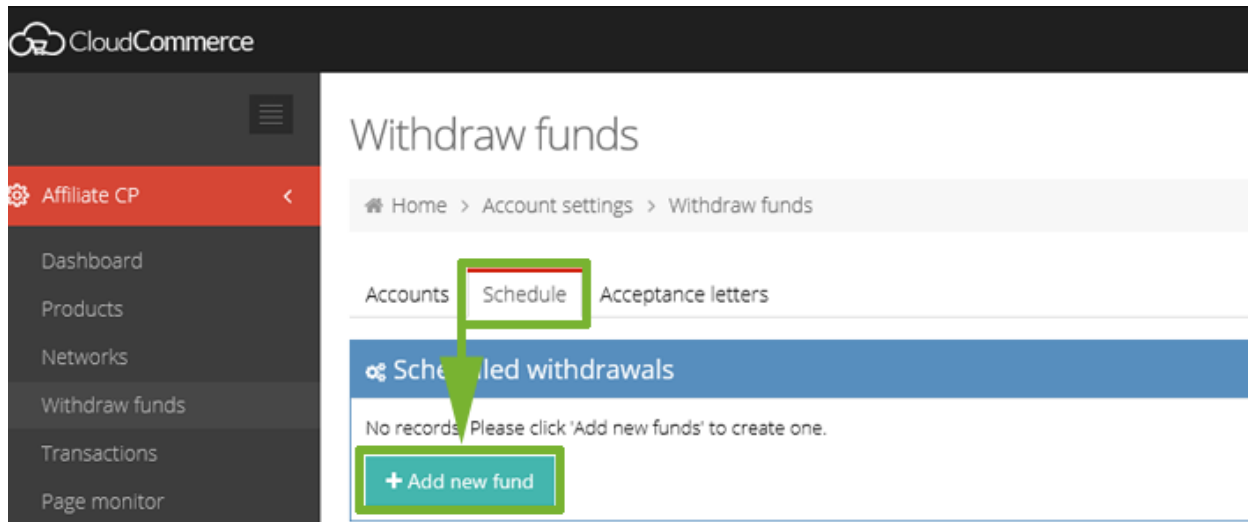 CloudCommerce
Withdraw funds
Affiliate CP
Home > Account settings > Withdraw funds
Dashboard
Products
Networks
Withdraw funds
Transactions
Page monitor
Accounts
Schedule
Acceptance letters
withdrawals
No records. Please click 'Add new funds' to create one.
+ Add new fund